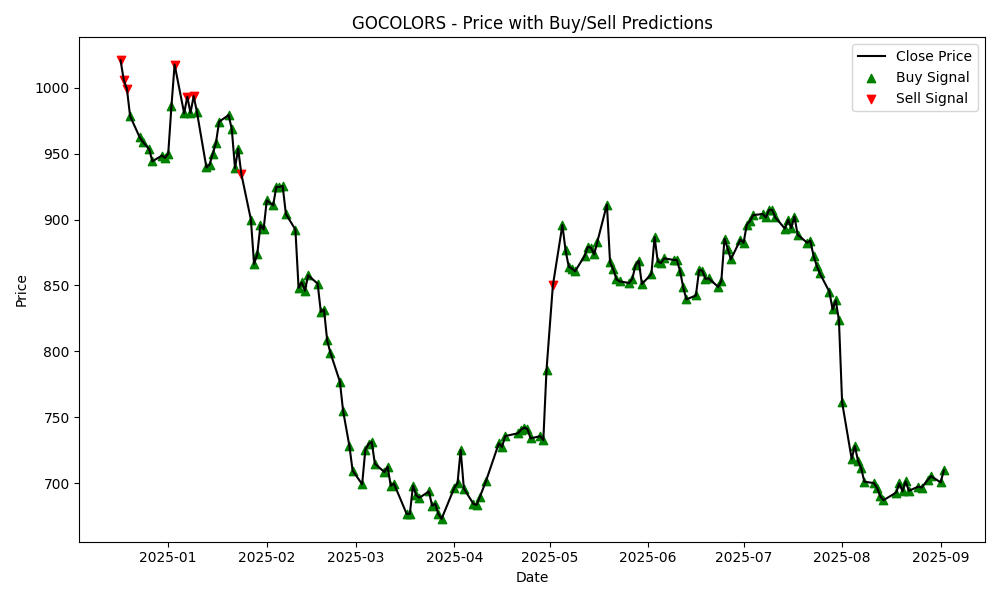 GOCOLORS - Price with Buy/Sell Predictions
Close Price
Buy Signal
Sell Signal
Price
1000
950
900
850
800
750
700
2025-01 2025-02 2025-03 2025-04 2025-05 2025-06 2025-07 2025-08 2025-09
Date